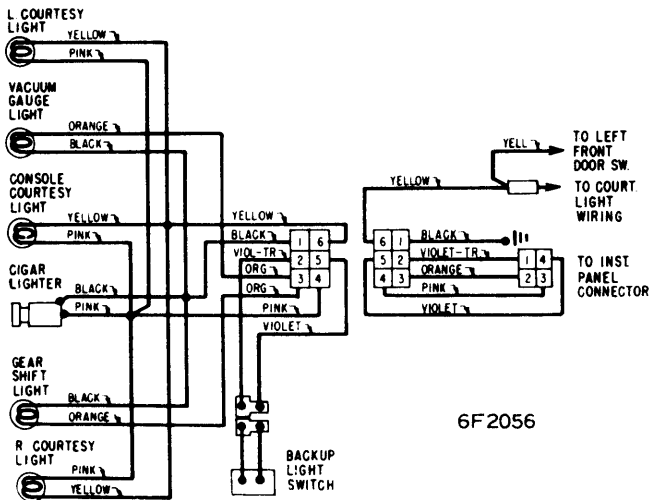 L. COURTESY
LIGHT
YELLOW
PINK
VACUUM
GAUGE
LIGHT
ORANGE
BLACK
CONSOLE
COURTESY
LIGHT
YELLOW
PINK
CIGAR
LIGHTER
BLACK
PINK
GEAR
SHIFT
LIGHT
BLACK
ORANGE
R COURTESY
LIGHT
PINK
YELLOW
YELLOW
BLACK
VIOL-TR
ORG
ORG
PINK
VIOLET
1 6
2 5
3 4
BACKUP
LIGHT
SWITCH
YELLOW
YELL
TO LEFT
FRONT
DOOR SW.
TO COURT.
LIGHT
WIRING
6 1
5 2
4 3
BLACK
VIOLET-TR
ORANGE
PINK
VIOLET
1 4
2 3
TO INST.
PANEL
CONNECTOR
6F2056